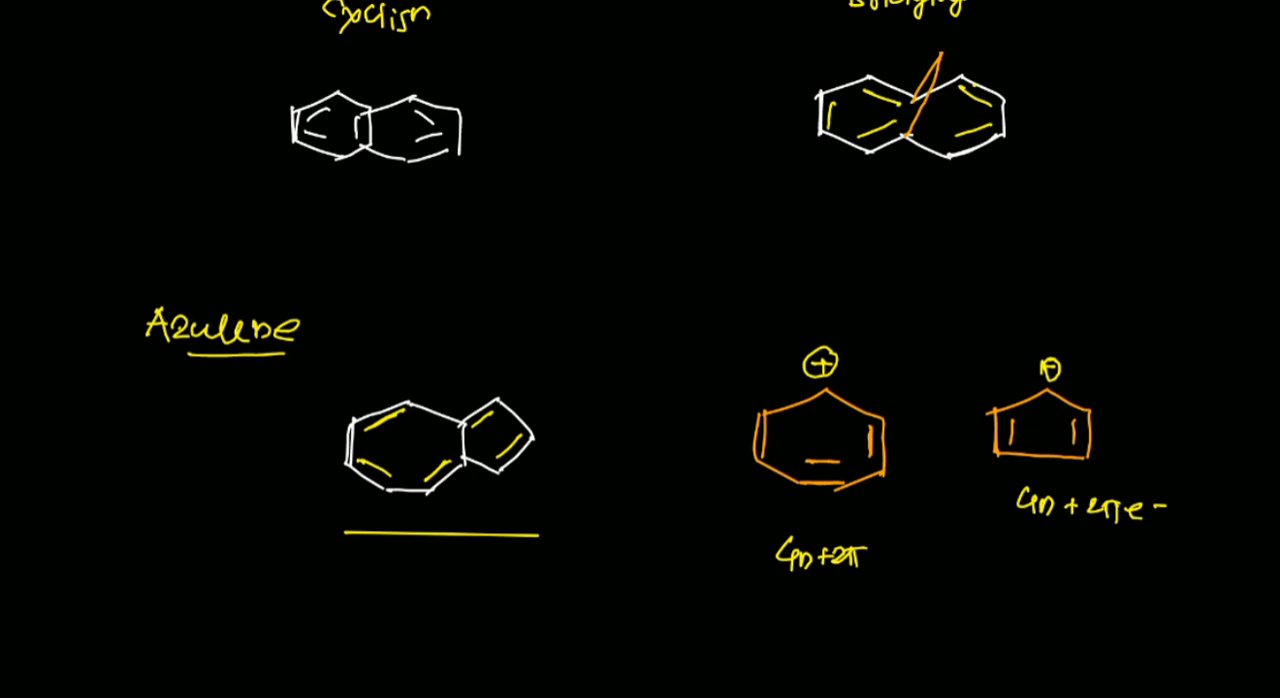 Azulene
+
⊖
4n + 2πe-
4n+2π